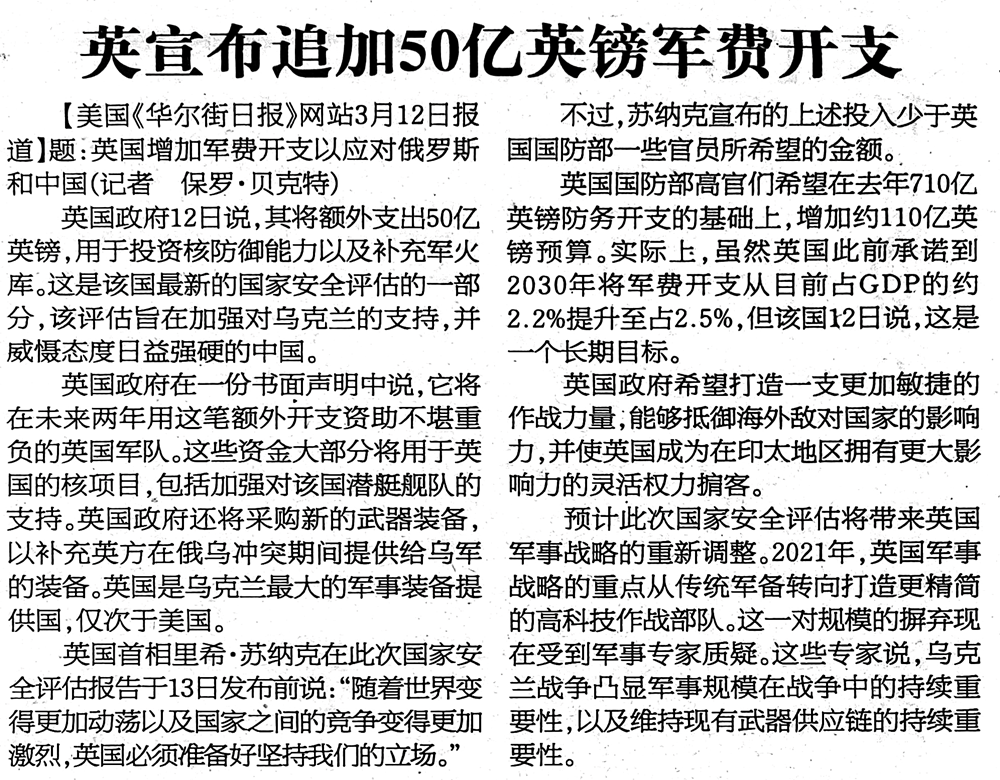 英宣布追加50亿英镑军费开支
【美国《华尔街日报》网站3月12日报
道】题:英国增加军费开支以应对俄罗斯
和中国(记者　保罗·贝克特)
英国政府12日说,其将额外支出50亿
英镑,用于投资核防御能力以及补充军火
库。这是该国最新的国家安全评估的一部
分,该评估旨在加强对乌克兰的支持,并
威慑态度日益强硬的中国。
英国政府在一份书面声明中说,它将
在未来两年用这笔额外开支资助不堪重
负的英国军队。这些资金大部分将用于英
国的核项目,包括加强对该国潜艇舰队的
支持。英国政府还将采购新的武器装备,
以补充英方在俄乌冲突期间提供给乌军
的装备。英国是乌克兰最大的军事装备提
供国,仅次于美国。
英国首相里希·苏纳克在此次国家安
全评估报告于13日发布前说:“随着世界变
得更加动荡以及国家之间的竞争变得更加
激烈,英国必须准备好坚持我们的立场。”
不过,苏纳克宣布的上述投入少于英
国国防部一些官员所希望的金额。
英国国防部高官们希望在去年710亿
英镑防务开支的基础上,增加约110亿英
镑预算。实际上,虽然英国此前承诺到
2030年将军费开支从目前占GDP的约
2.2%提升至占2.5%,但该国12日说,这是
一个长期目标。
英国政府希望打造一支更加敏捷的
作战力量,能够抵御海外敌对国家的影响
力,并使英国成为在印太地区拥有更大影
响力的灵活权力掮客。
预计此次国家安全评估将带来英国
军事战略的重新调整。2021年,英国军事
战略的重点从传统军备转向打造更精简
的高科技作战部队。这一对规模的摒弃现
在受到军事专家质疑。这些专家说,乌克
兰战争凸显军事规模在战争中的持续重
要性,以及维持现有武器供应链的持续重
要性。